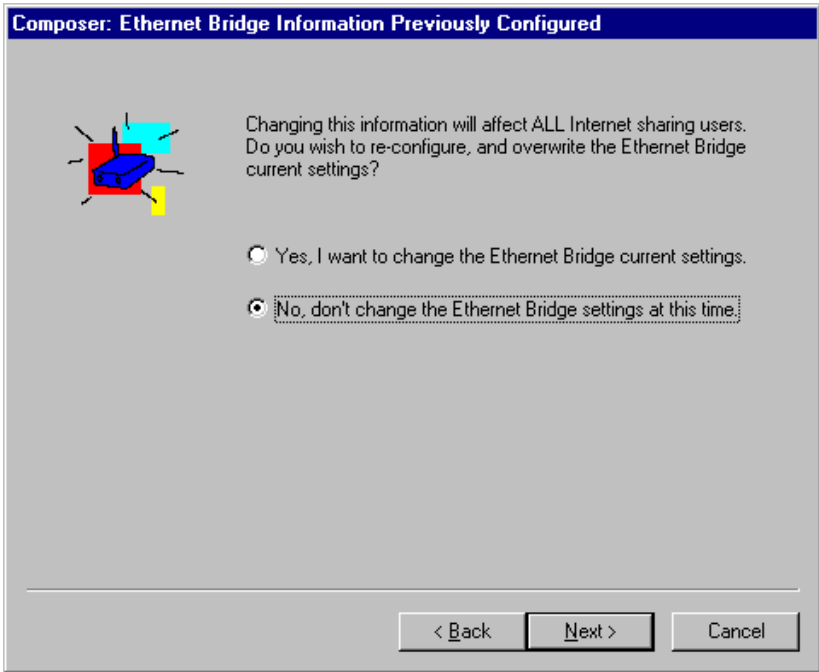 Composer: Ethernet Bridge Information Previously Configured
Changing this information will affect ALL Internet sharing users.
Do you wish to re-configure, and overwrite the Ethernet Bridge
current settings?
Yes, I want to change the Ethernet Bridge current settings.
No, don't change the Ethernet Bridge settings at this time.
< Back Next > Cancel